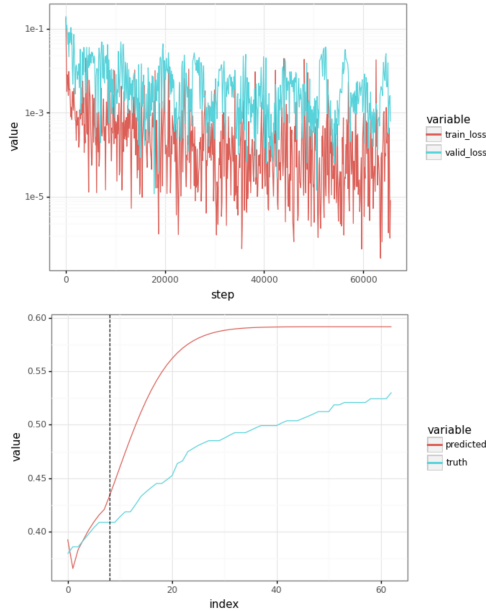 1e-1
1e-3
1e-5
value
0
20000
40000
60000
step
variable
train_loss
valid_loss
0.60
0.55
0.50
0.45
0.40
value
0
20
40
60
index
variable
predicted
truth